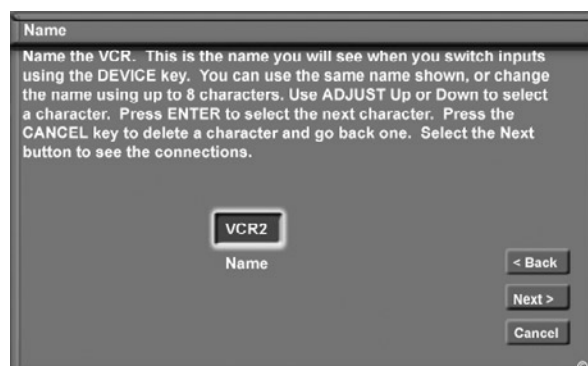 Name
Name the VCR. This is the name you will see when you switch inputs
using the DEVICE key. You can use the same name shown, or change
the name using up to 8 characters. Use ADJUST Up or Down to select
a character. Press ENTER to select the next character. Press the
CANCEL key to delete a character and go back one. Select the Next
button to see the connections.
VCR2
Name
< Back
Next >
Cancel
©